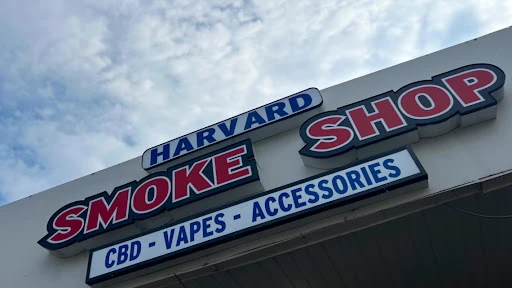 HARVARD
SMOKE SHOP
CBD - VAPES - ACCESSORIES